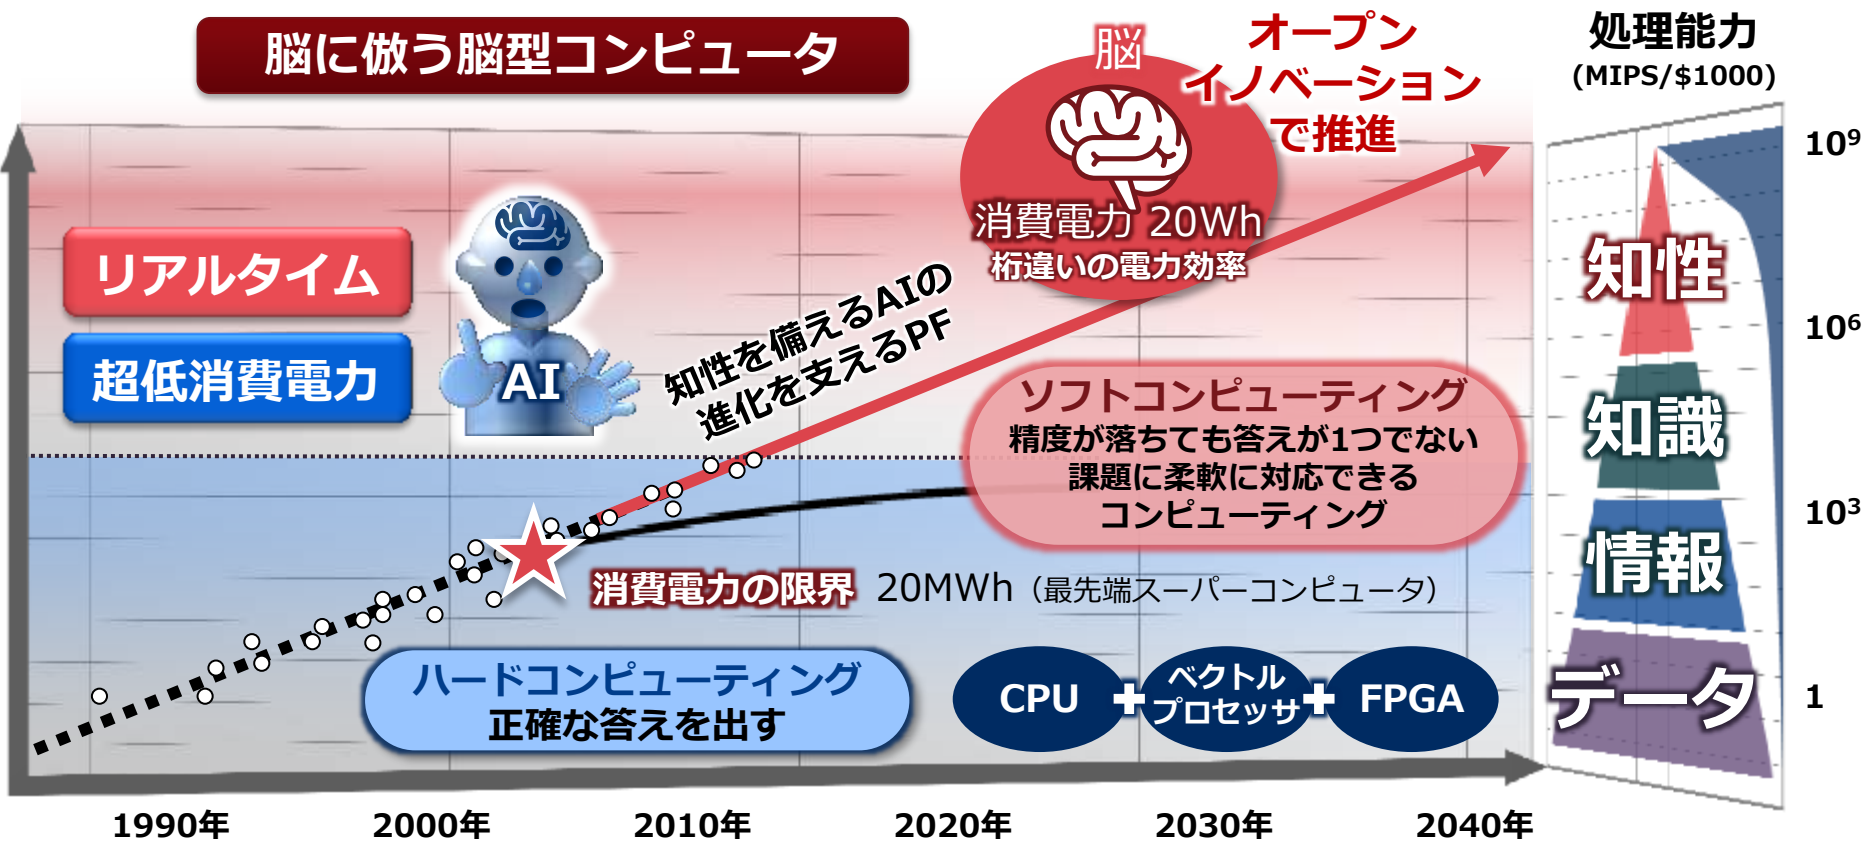 脳に倣う脳型コンピュータ
脳
オープン
イノベーション
で推進
処理能力
(MIPS/$1000)
リアルタイム
超低消費電力
AI
消費電力 20Wh
桁違いの電力効率
知性を備えるAIの
進化を支えるPF
ソフトコンピューティング
精度が落ちても答えが1つでない
課題に柔軟に対応できる
コンピューティング
消費電力の限界 20MWh（最先端スーパーコンピュータ）
ハードコンピューティング
正確な答えを出す
CPU
+
ベクトル
プロセッサ
+
FPGA
知性
知識
情報
データ
10⁹
10⁶
10³
1
1990年
2000年
2010年
2020年
2030年
2040年